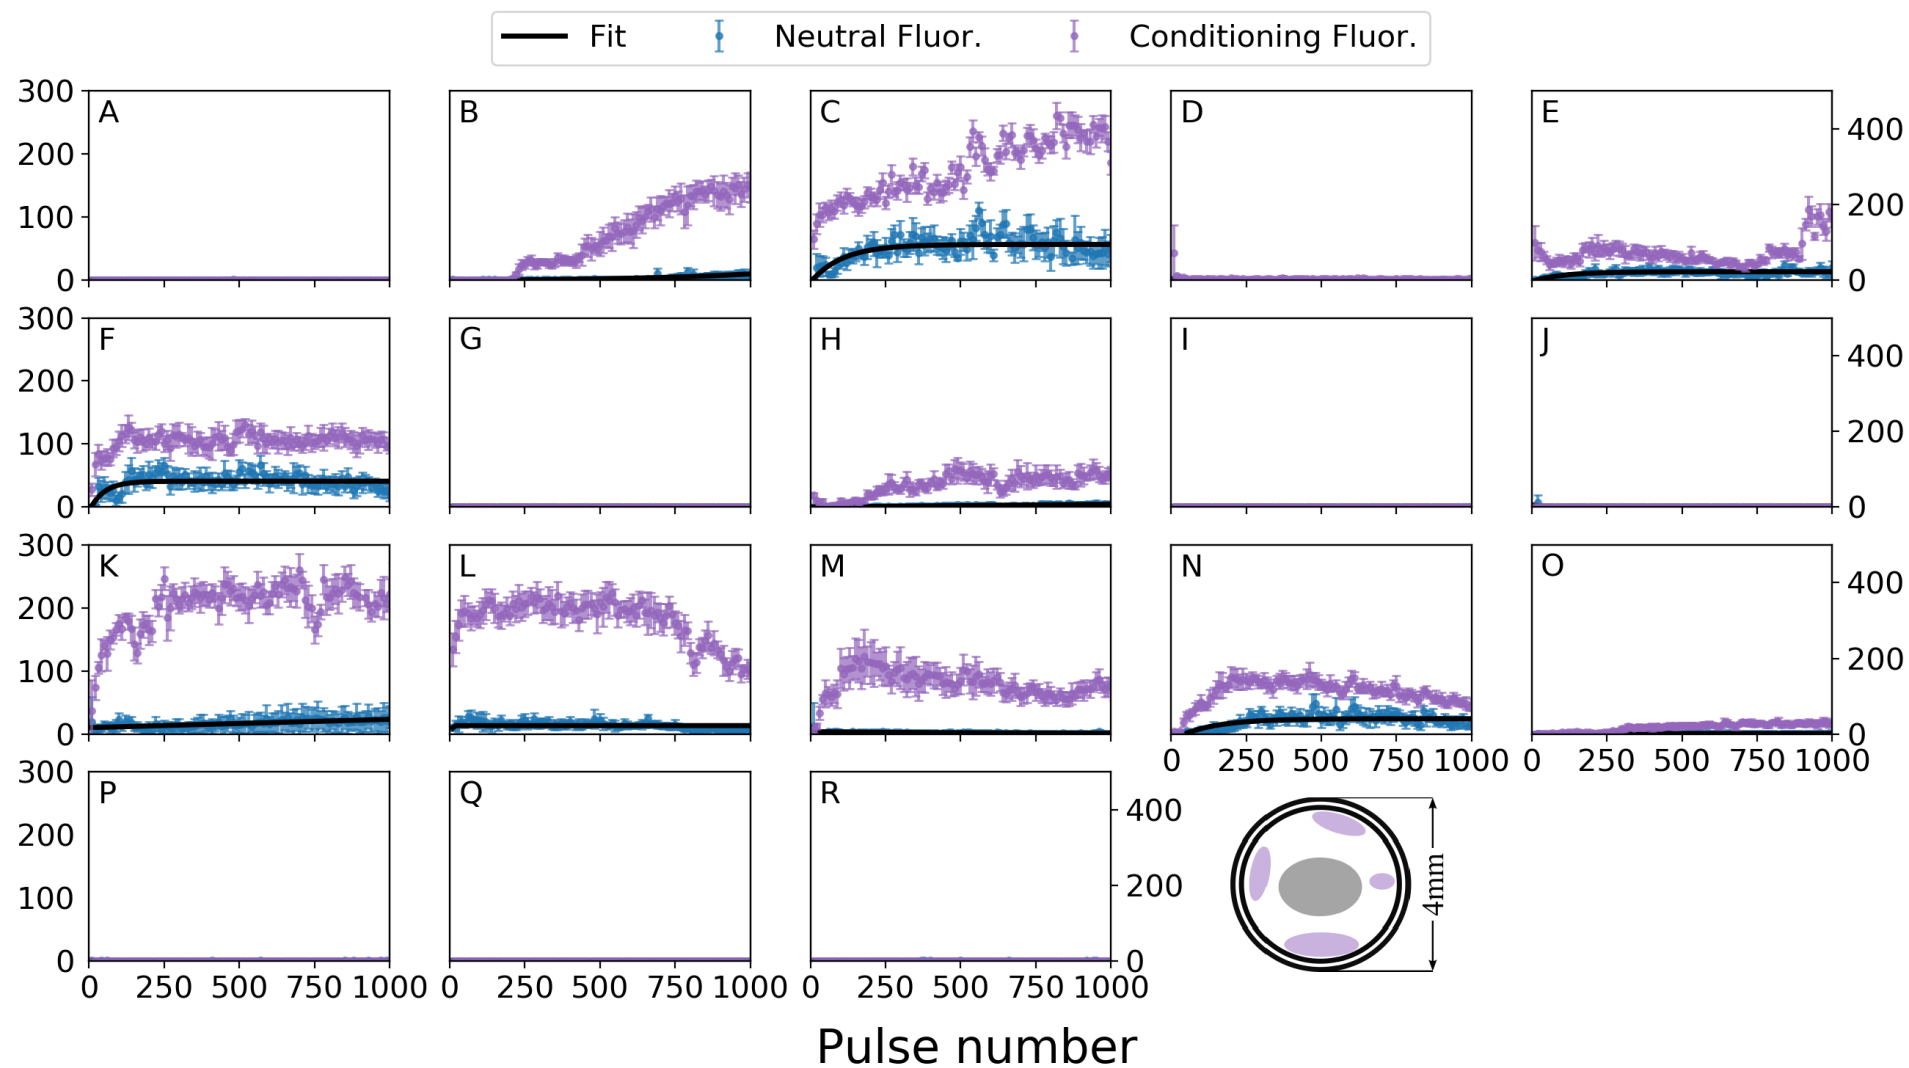 Fit Neutral Fluor. Conditioning Fluor.
300 A B C D E 400
200
100 200
0 0
300 F G H I J 400
200
100 200
0 0
300 K L M N O 400
200
100 200
0 0
0 250 500 750 1000 0 250 500 750 1000
300 P Q R 400
200
100 200
0 0
4mm
0 250 500 750 1000 0 250 500 750 1000 0 250 500 750 1000
Pulse number